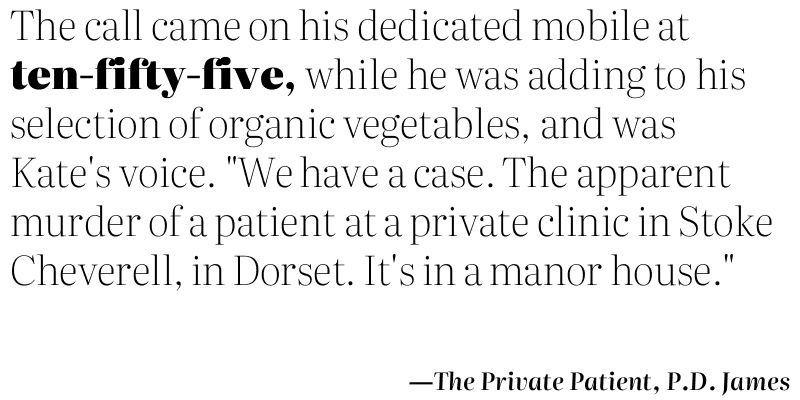 The call came on his dedicated mobile at
ten-fifty-five, while he was adding to his
selection of organic vegetables, and was
Kate's voice. "We have a case. The apparent
murder of a patient at a private clinic in Stoke
Cheverell, in Dorset. It's in a manor house."
—The Private Patient, P.D. James